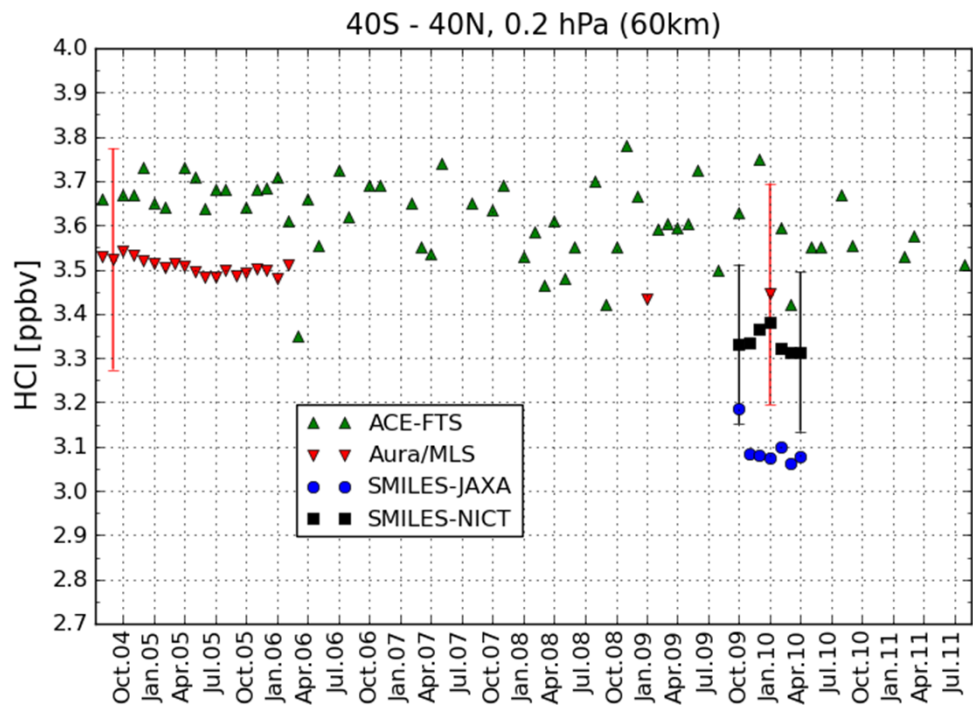 40S - 40N, 0.2 hPa (60km)
HCl [ppbv]
4.0
3.9
3.8
3.7
3.6
3.5
3.4
3.3
3.2
3.1
3.0
2.9
2.8
2.7
ACE-FTS
Aura/MLS
SMILES-JAXA
SMILES-NICT
Oct.04
Jan.05
Apr.05
Jul.05
Oct.05
Jan.06
Apr.06
Jul.06
Oct.06
Jan.07
Apr.07
Jul.07
Oct.07
Jan.08
Apr.08
Jul.08
Oct.08
Jan.09
Apr.09
Jul.09
Oct.09
Jan.10
Apr.10
Jul.10
Oct.10
Jan.11
Apr.11
Jul.11